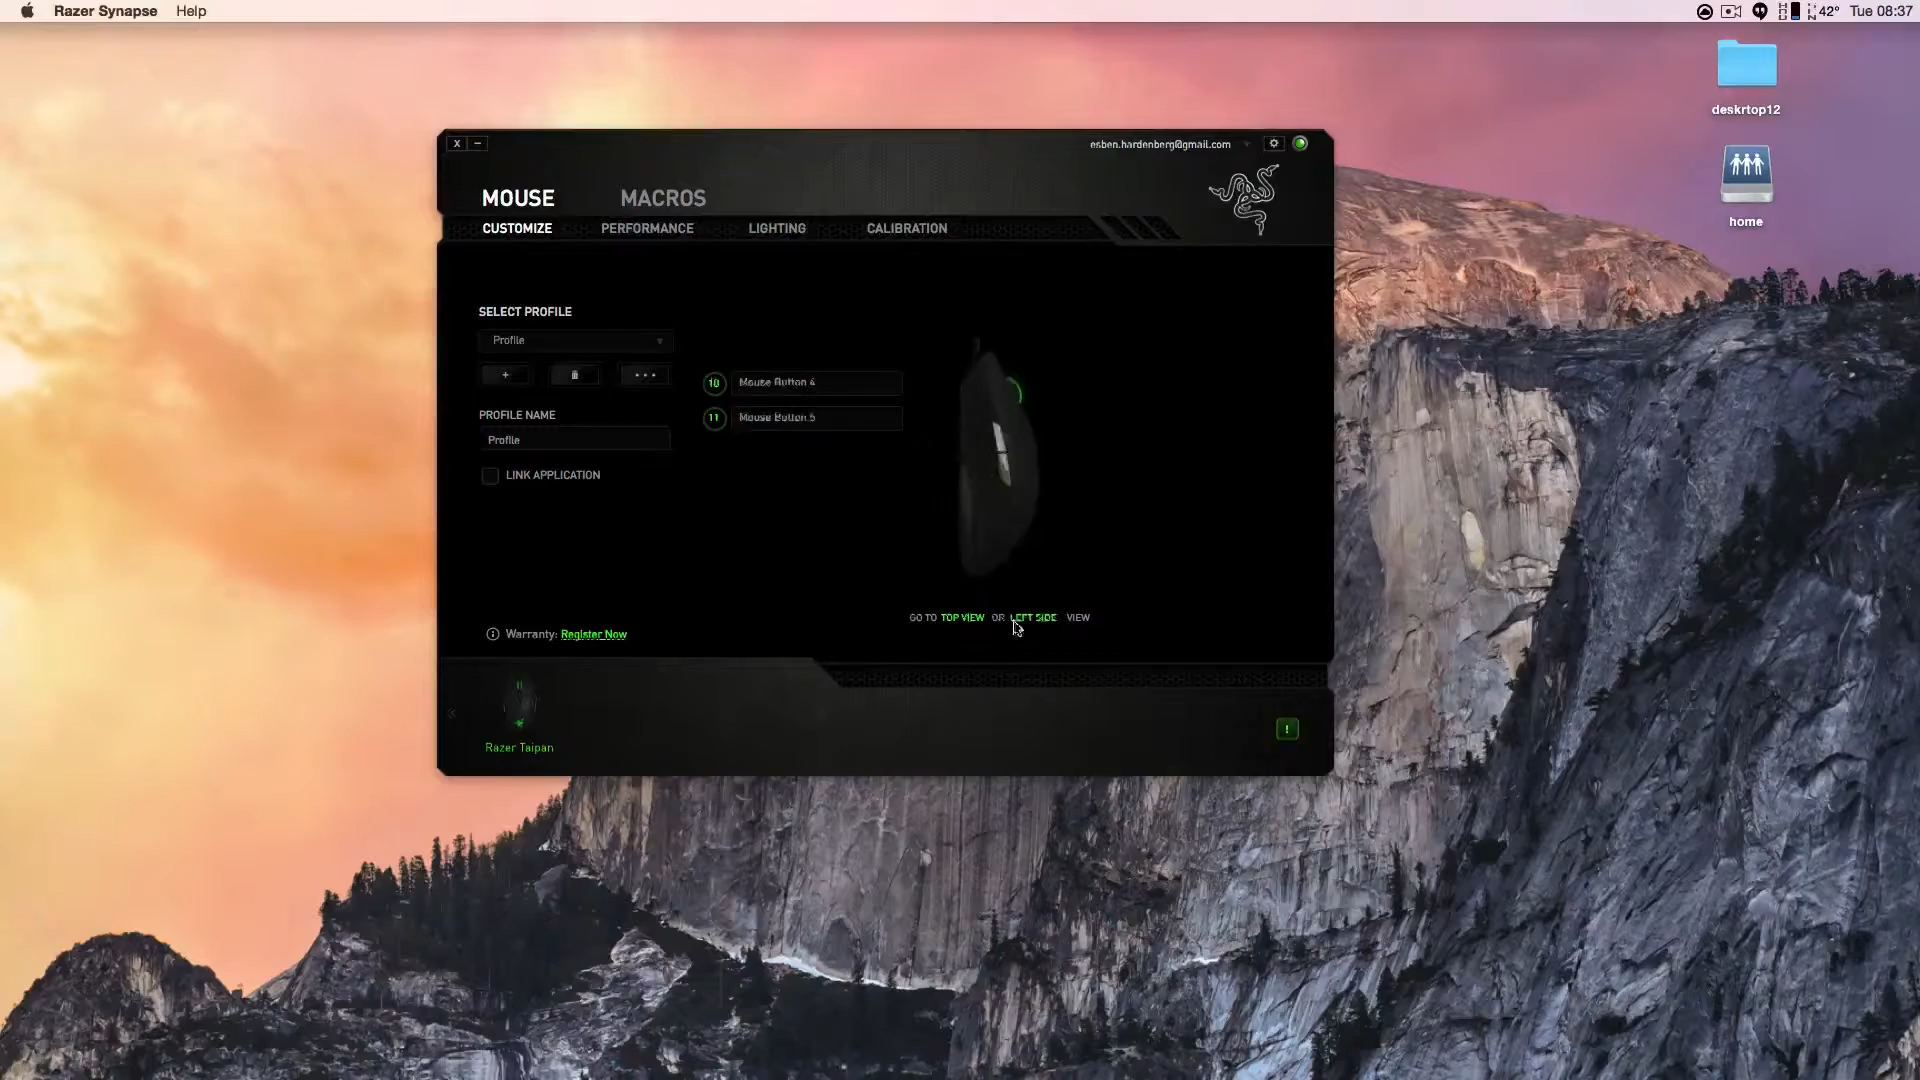 Razer Synapse Help 42° Tue 08:37
deskrtop12
home
X – esben.hardenberg@gmail.com
MOUSE MACROS
CUSTOMIZE PERFORMANCE LIGHTING CALIBRATION
SELECT PROFILE
Profile
+ •••
10 Mouse Button 4
11 Mouse Button 5
PROFILE NAME
Profile
LINK APPLICATION
GO TO TOP VIEW OR LEFT SIDE VIEW
Warranty: Register Now
Razer Taipan
!